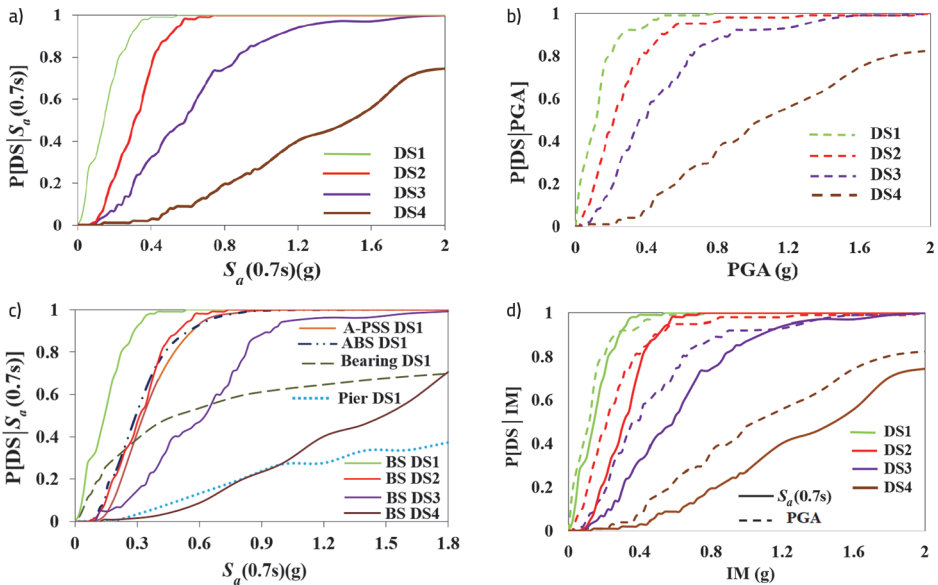 a)
P[DS|Sa(0.7s)]
1
0.8
0.6
0.4
0.2
0
0 0.4 0.8 1.2 1.6 2
Sa(0.7s)(g)
DS1
DS2
DS3
DS4
b)
P[DS|PGA]
1
0.8
0.6
0.4
0.2
0
0 0.4 0.8 1.2 1.6 2
PGA (g)
DS1
DS2
DS3
DS4
c)
P[DS|Sa(0.7s)]
1
0.8
0.6
0.4
0.2
0
0 0.3 0.6 0.9 1.2 1.5 1.8
Sa(0.7s)(g)
A-PSS DS1
ABS DS1
Bearing DS1
Pier DS1
BS DS1
BS DS2
BS DS3
BS DS4
d)
P[DS|IM]
1
0.8
0.6
0.4
0.2
0
0 0.4 0.8 1.2 1.6 2
IM (g)
DS1
DS2
DS3
DS4
Sa(0.7s)
PGA